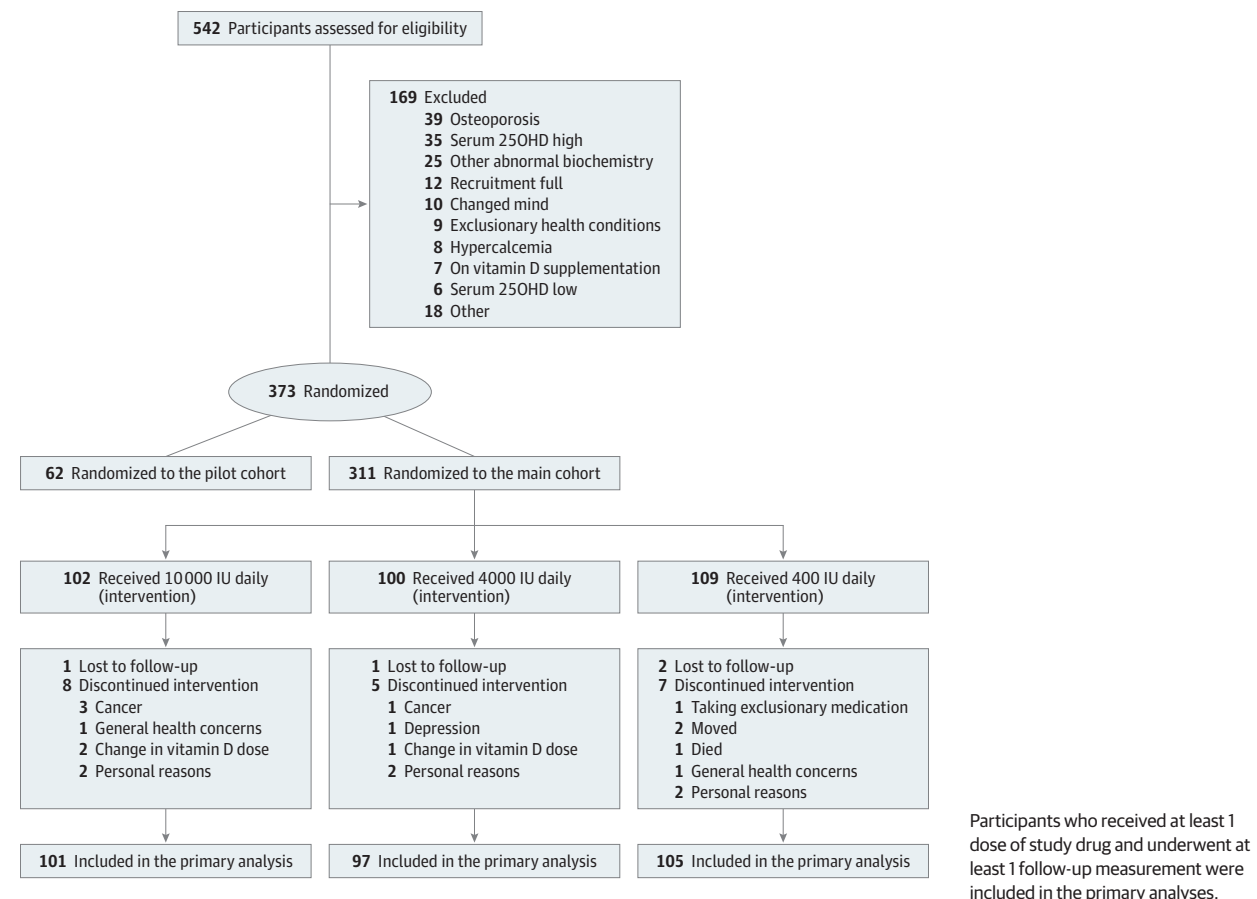 542 Participants assessed for eligibility
169 Excluded
39 Osteoporosis
35 Serum 25OHD high
25 Other abnormal biochemistry
12 Recruitment full
10 Changed mind
9 Exclusionary health conditions
8 Hypercalcemia
7 On vitamin D supplementation
6 Serum 25OHD low
18 Other
373 Randomized
62 Randomized to the pilot cohort
311 Randomized to the main cohort
102 Received 10 000 IU daily
(intervention)
100 Received 4000 IU daily
(intervention)
109 Received 400 IU daily
(intervention)
1 Lost to follow-up
8 Discontinued intervention
3 Cancer
1 General health concerns
2 Change in vitamin D dose
2 Personal reasons
1 Lost to follow-up
5 Discontinued intervention
1 Cancer
1 Depression
1 Change in vitamin D dose
2 Personal reasons
2 Lost to follow-up
7 Discontinued intervention
1 Taking exclusionary medication
2 Moved
1 Died
1 General health concerns
2 Personal reasons
101 Included in the primary analysis
97 Included in the primary analysis
105 Included in the primary analysis
Participants who received at least 1
dose of study drug and underwent at
least 1 follow-up measurement were
included in the primary analyses.